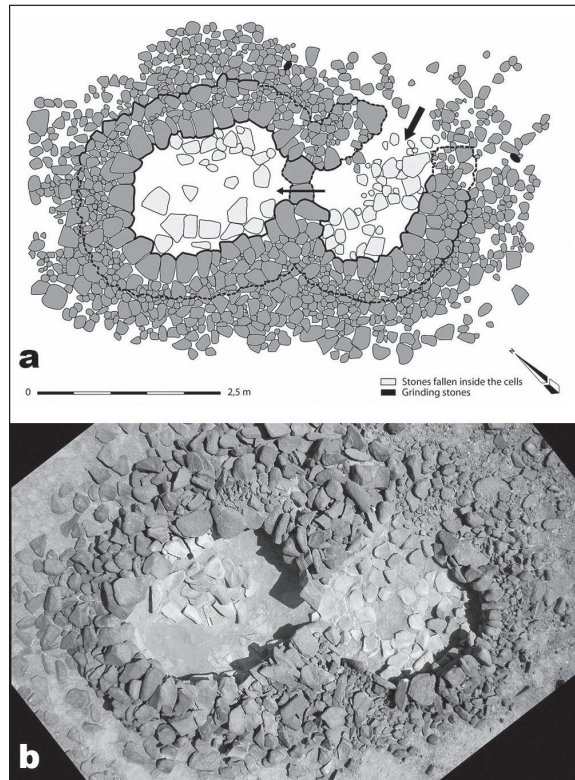 a
N
0 2,5 m
Stones fallen inside the cells
Grinding stones
b